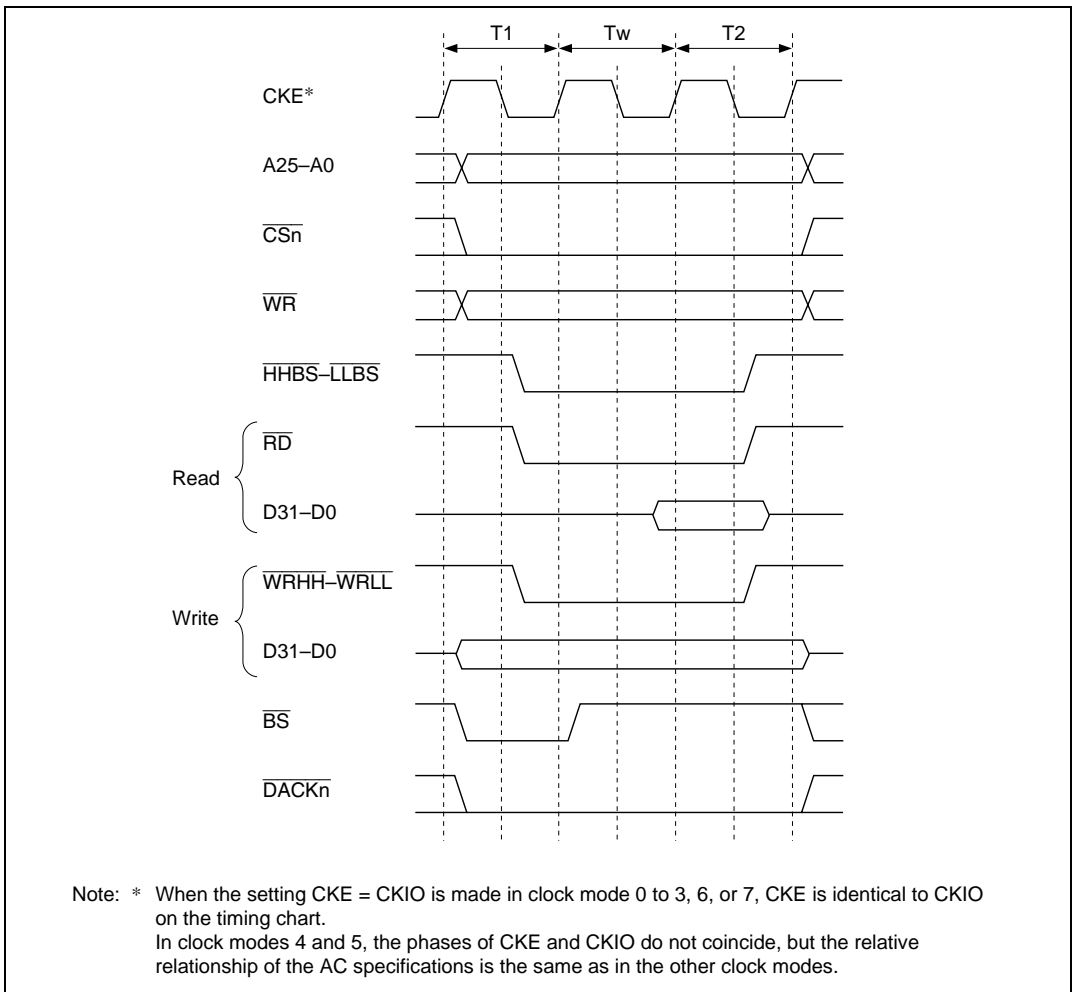 T1 Tw T2
CKE*
A25–A0
CSn
WR
HHBS–LLBS
RD
Read
D31–D0
WRHH–WRLL
Write
D31–D0
BS
DACKn
Note: * When the setting CKE = CKIO is made in clock mode 0 to 3, 6, or 7, CKE is identical to CKIO
on the timing chart.
In clock modes 4 and 5, the phases of CKE and CKIO do not coincide, but the relative
relationship of the AC specifications is the same as in the other clock modes.